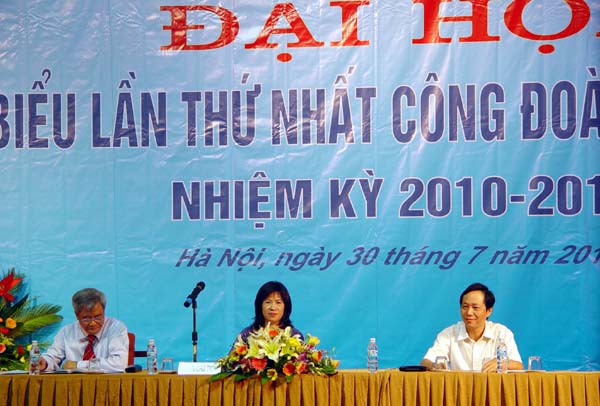 ĐẠI HỘI
BIỂU LẦN THỨ NHẤT CÔNG ĐOÀ
NHIỆM KỲ 2010-201
Hà Nội, ngày 30 tháng 7 năm 201